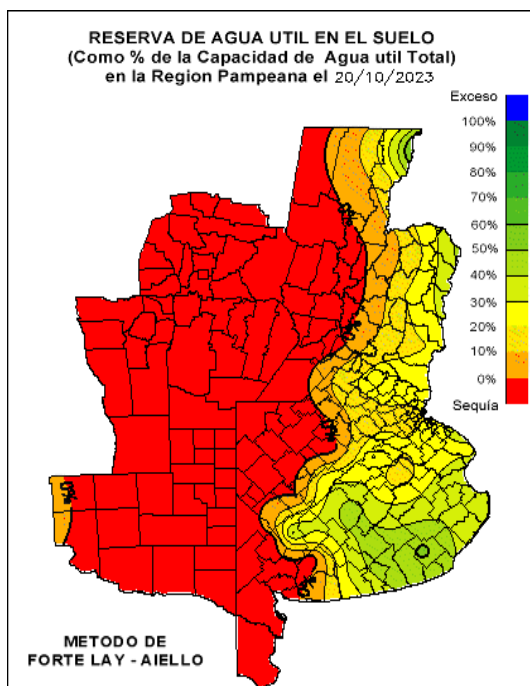 RESERVA DE AGUA UTIL EN EL SUELO
(Como % de la Capacidad de Agua util Total)
en la Region Pampeana el 20/10/2023
Exceso
100%
90%
80%
70%
60%
50%
40%
30%
20%
10%
0%
Sequía
0%
METODO DE
FORTE LAY - AIELLO